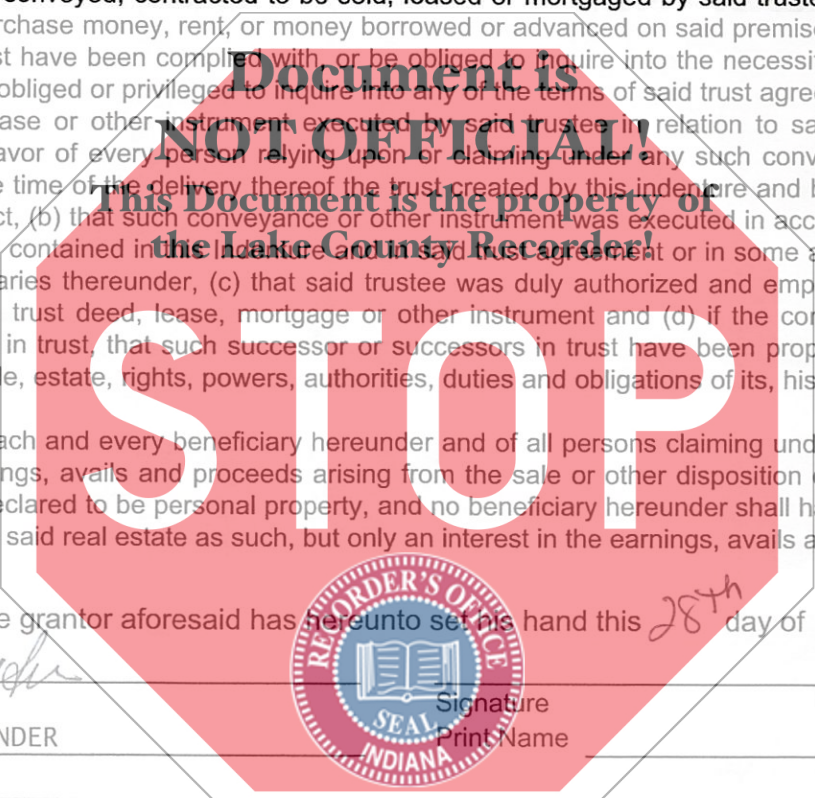 conveyed, contracted to be sold, leased or mortgaged by said truste
rchase money, rent, or money borrowed or advanced on said premis
st have been complied with, or be obliged to inquire into the necessi
obliged or privileged to inquire into any of the terms of said trust agre
ase or other instrument executed by said trustee in relation to sa
avor of every person relying upon or claiming under any such conv
e time of the delivery thereof the trust created by this indenture and b
ct, (b) that such conveyance or other instrument was executed in acc
contained in this Indenture and in said trust agreement or in some a
aries thereunder, (c) that said trustee was duly authorized and emp
trust deed, lease, mortgage or other instrument and (d) if the co
in trust, that such successor or successors in trust have been prop
le, estate, rights, powers, authorities, duties and obligations of its, his
Document is
NOT OFFICIAL!
This Document is the property of
the Lake County Recorder!
STOP
ach and every beneficiary hereunder and of all persons claiming und
ngs, avails and proceeds arising from the sale or other disposition
eclared to be personal property, and no beneficiary hereunder shall h
said real estate as such, but only an interest in the earnings, avails a
e grantor aforesaid has hereunto set his hand this 28th day of
RECORDER'S OFFICE
SEAL
INDIANA
Signature
NDER
Print Name